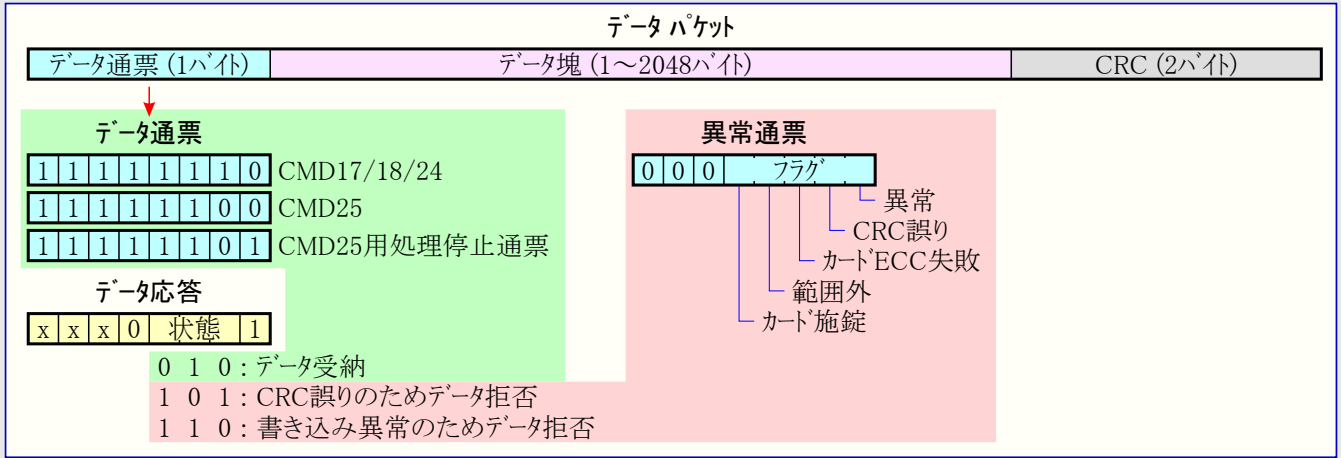 データ パケット
データ通票 (1バイト) データ塊 (1～2048バイト) CRC (2バイト)
データ通票
1 1 1 1 1 1 1 0 CMD17/18/24
1 1 1 1 1 1 0 0 CMD25
1 1 1 1 1 1 0 1 CMD25用処理停止通票
データ応答
x x x 0 状態 1
0 1 0 : データ受納
1 0 1 : CRC誤りのためデータ拒否
1 1 0 : 書き込み異常のためデータ拒否
異常通票
0 0 0 フラグ
異常
CRC誤り
カードECC失敗
範囲外
カード施錠